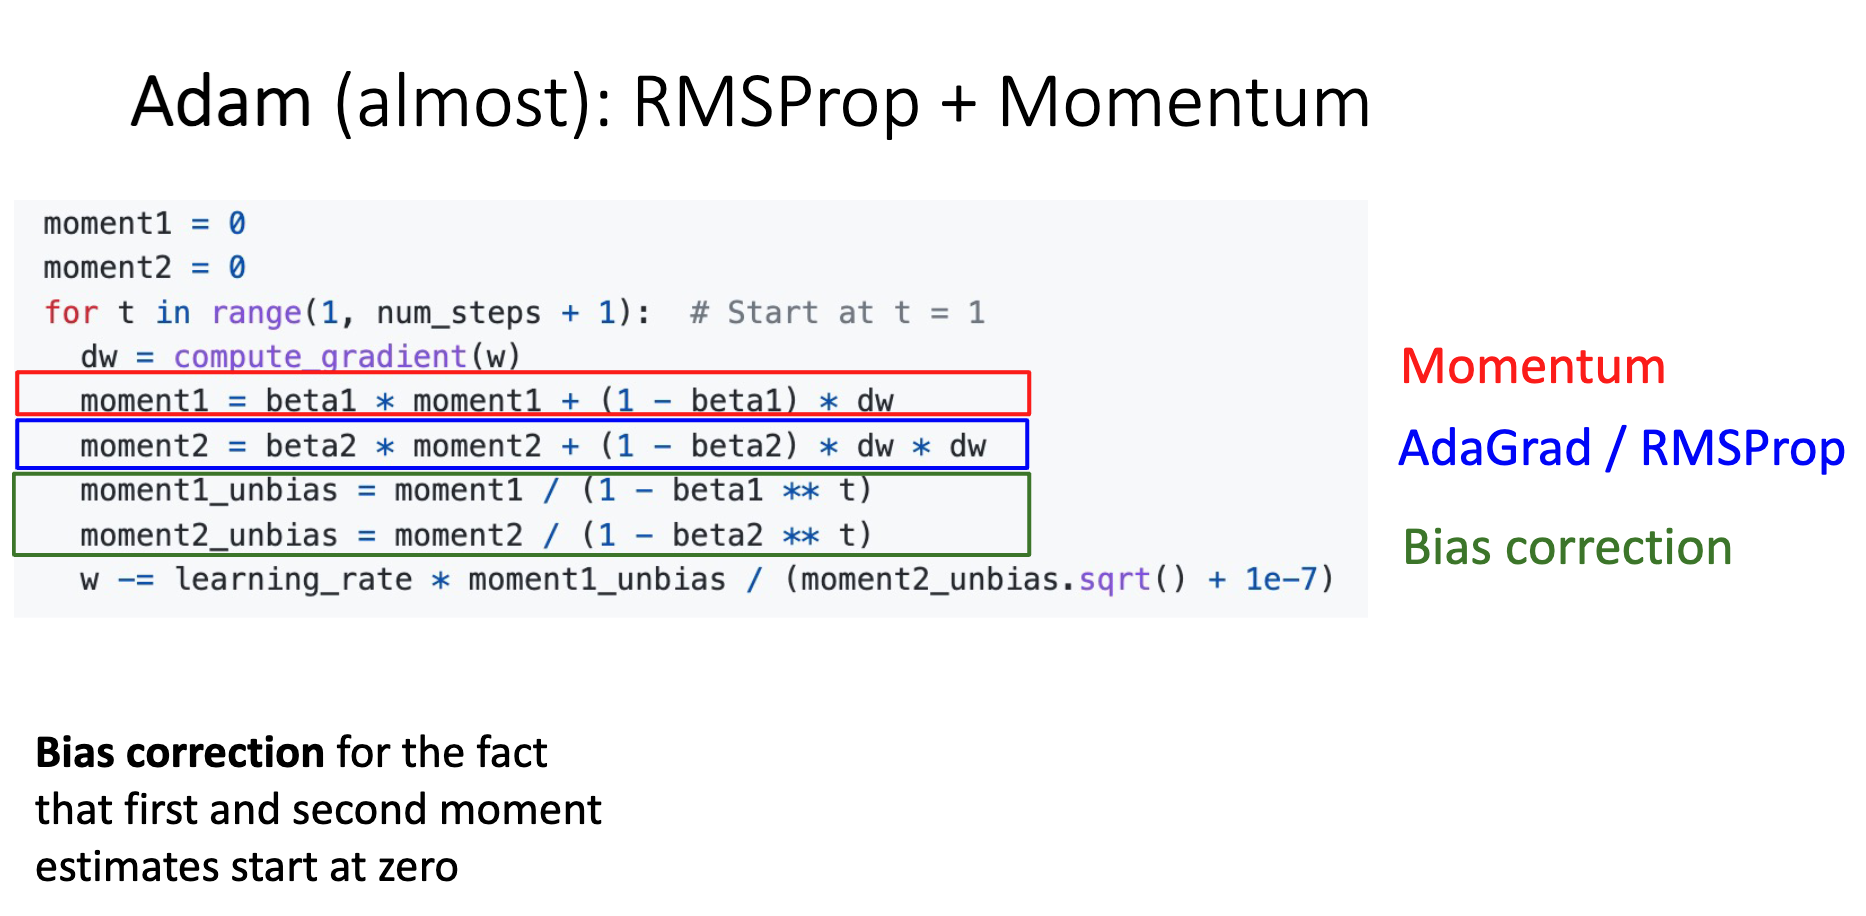 Adam (almost): RMSProp + Momentum
moment1 = 0
moment2 = 0
for t in range(1, num_steps + 1):  # Start at t = 1
  dw = compute_gradient(w)
  moment1 = beta1 * moment1 + (1 - beta1) * dw
  moment2 = beta2 * moment2 + (1 - beta2) * dw * dw
  moment1_unbias = moment1 / (1 - beta1 ** t)
  moment2_unbias = moment2 / (1 - beta2 ** t)
  w -= learning_rate * moment1_unbias / (moment2_unbias.sqrt() + 1e-7)
Momentum
AdaGrad / RMSProp
Bias correction
Bias correction for the fact
that first and second moment
estimates start at zero